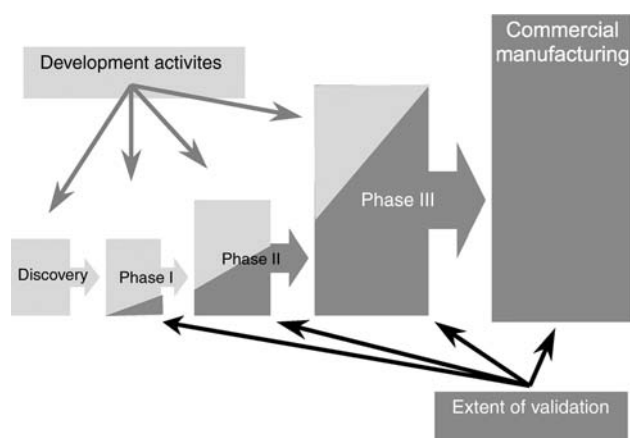 Commercial
manufacturing
Development activites
Phase III
Discovery
Phase I
Phase II
Extent of validation